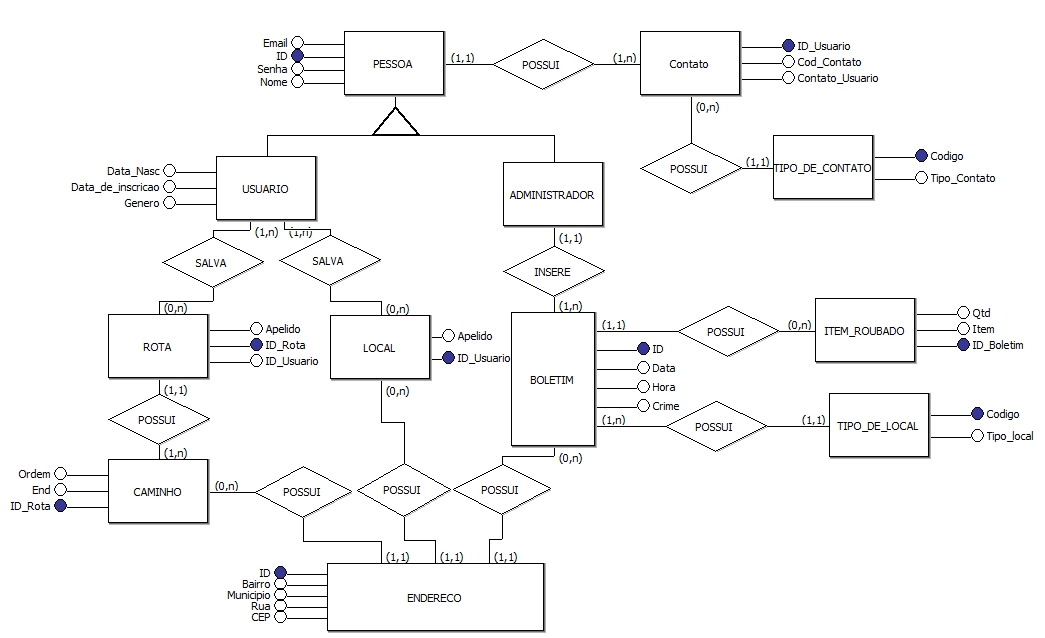 Email
ID
Senha
Nome
PESSOA
(1,1)
POSSUI
(1,n)
Contato
ID_Usuario
Cod_Contato
Contato_Usuario
(0,n)
POSSUI
(1,1)
TIPO_DE_CONTATO
Codigo
Tipo_Contato
Data_Nasc
Data_de_inscricao
Genero
USUARIO
ADMINISTRADOR
(1,n)
(1,n)
(1,1)
SALVA
SALVA
INSERE
(0,n)
(0,n)
(1,n)
ROTA
Apelido
ID_Rota
ID_Usuario
LOCAL
Apelido
ID_Usuario
BOLETIM
(1,1)
ID
Data
Hora
Crime
(1,n)
POSSUI
(0,n)
ITEM_ROUBADO
Qtd
Item
ID_Boletim
POSSUI
(1,1)
TIPO_DE_LOCAL
Codigo
Tipo_local
(1,1)
POSSUI
(1,n)
(0,n)
(0,n)
Ordem
End
ID_Rota
CAMINHO
(0,n)
POSSUI
POSSUI
POSSUI
(1,1)
(1,1)
(1,1)
ID
Bairro
Municipio
Rua
CEP
ENDERECO